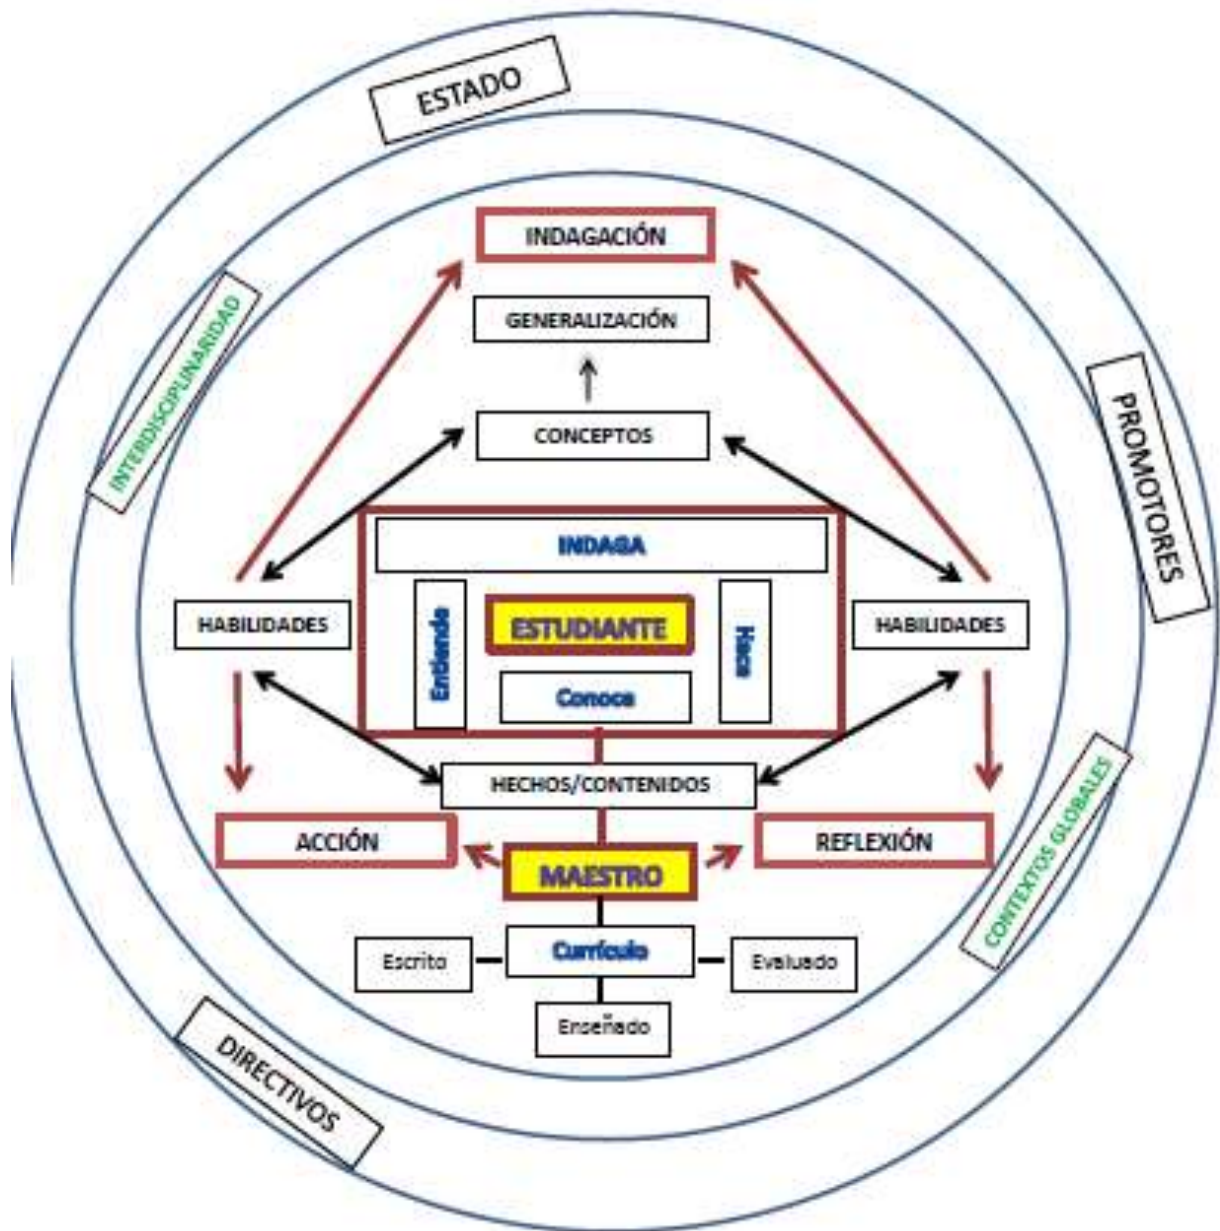 ESTADO
INDAGACIÓN
GENERALIZACIÓN
INTERDISCIPLINARIDAD
CONCEPTOS
PROMOTORES
INDAGA
HABILIDADES
Entiende
ESTUDIANTE
Hace
HABILIDADES
Conoce
HECHOS/CONTENIDOS
ACCIÓN
REFLEXIÓN
CONTEXTOS GLOBALES
MAESTRO
Escrito
Currículo
Evaluado
Enseñado
DIRECTIVOS